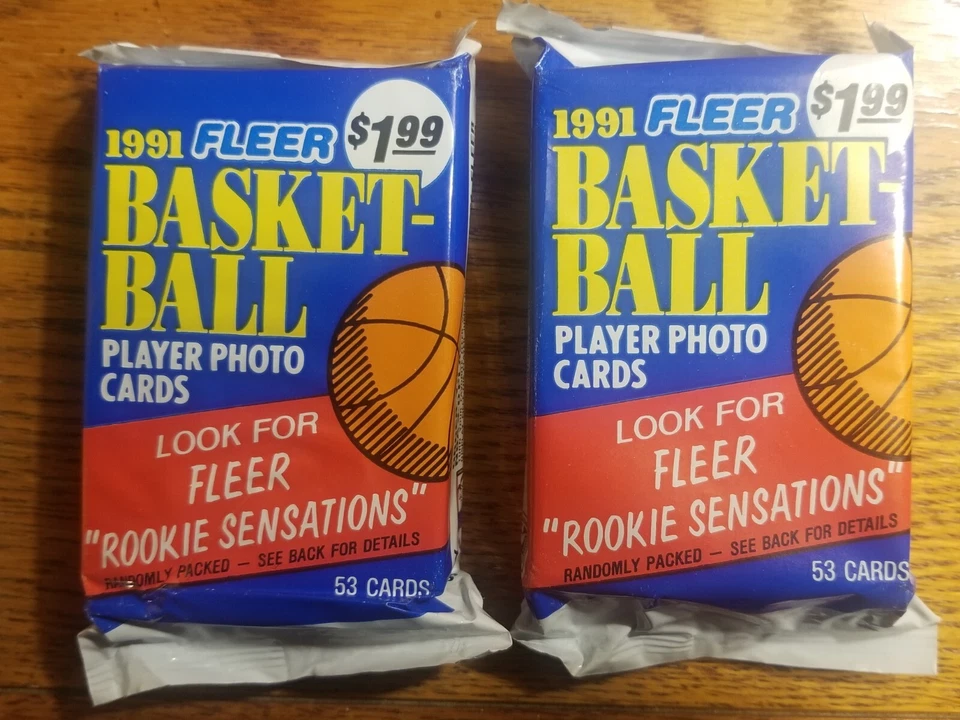 1991 FLEER $1.99
BASKET-
BALL
PLAYER PHOTO
CARDS
LOOK FOR
FLEER
"ROOKIE SENSATIONS"
RANDOMLY PACKED — SEE BACK FOR DETAILS
53 CARDS
1991 FLEER $1.99
BASKET-
BALL
PLAYER PHOTO
CARDS
LOOK FOR
FLEER
"ROOKIE SENSATIONS"
RANDOMLY PACKED — SEE BACK FOR DETAILS
53 CARDS